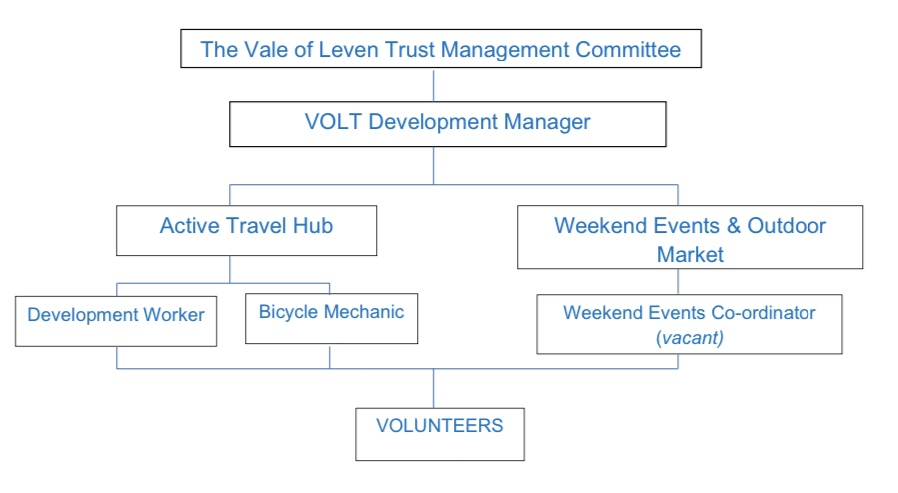 The Vale of Leven Trust Management Committee
VOLT Development Manager
Active Travel Hub
Weekend Events & Outdoor
Market
Development Worker
Bicycle Mechanic
Weekend Events Co-ordinator
(vacant)
VOLUNTEERS